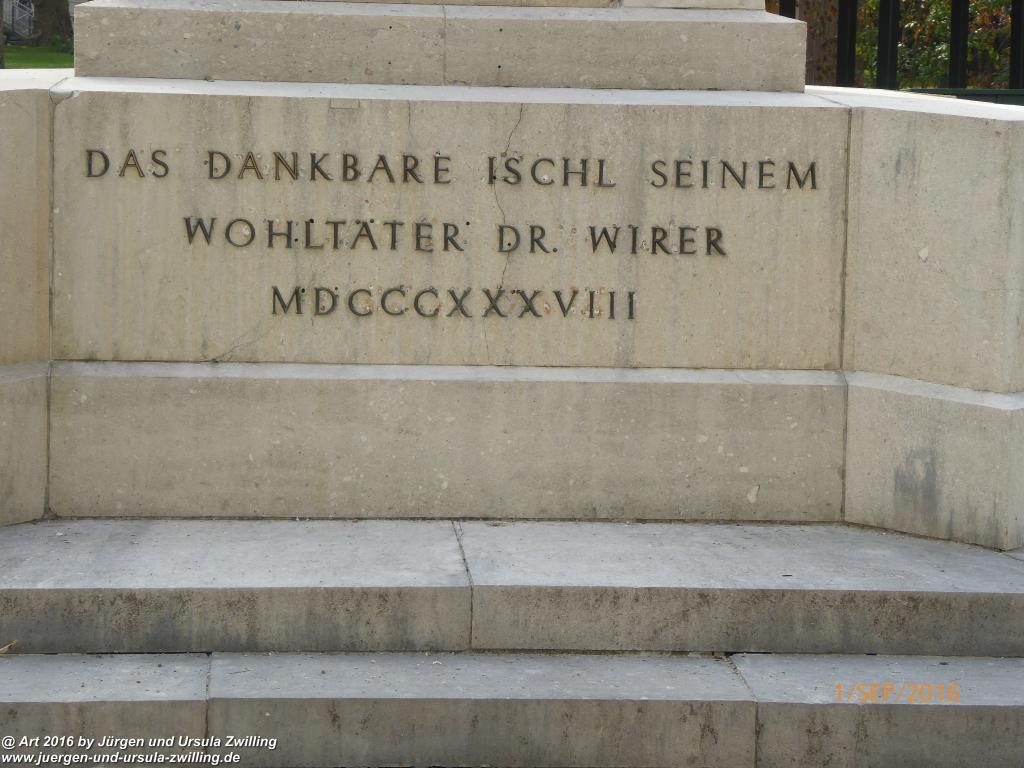 DAS DANKBARE ISCHL SEINEM
WOHLTÄTER DR. WIRER
MDCCCXXXVIII
1/SEP/2016
@ Art 2016 by Jürgen und Ursula Zwilling
www.juergen-und-ursula-zwilling.de